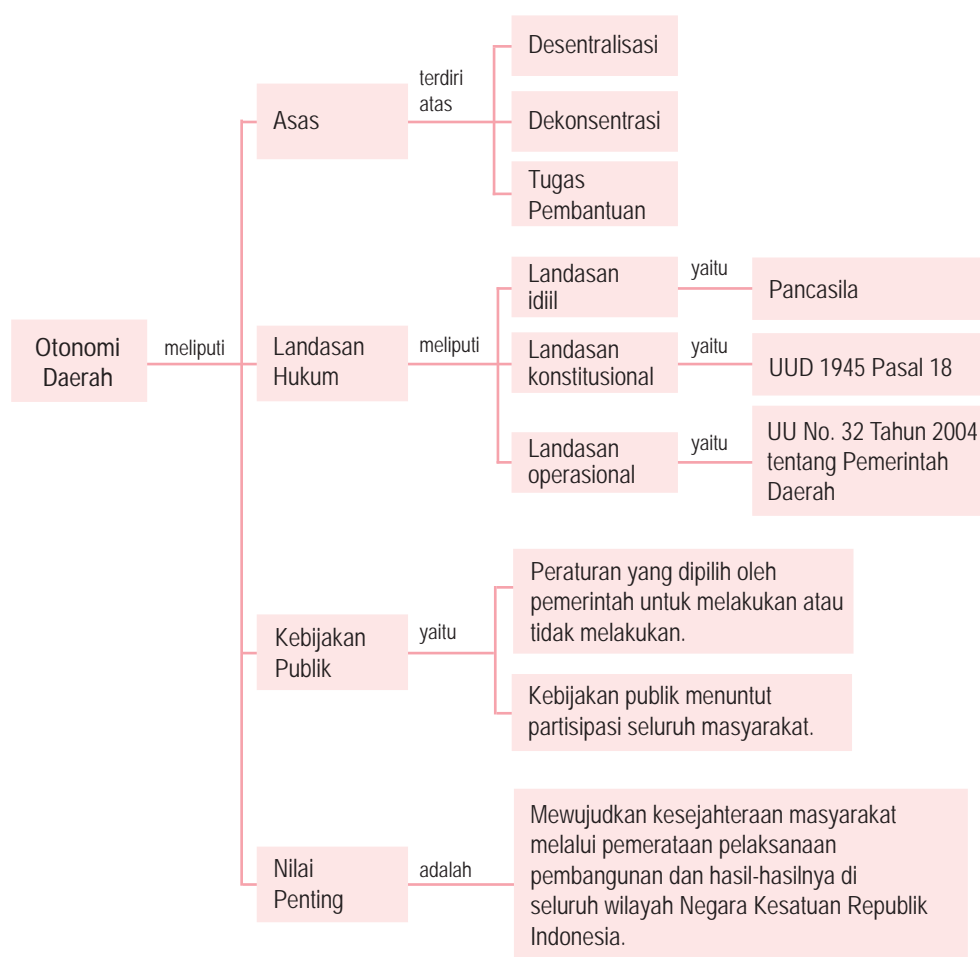 Otonomi
Daerah
meliputi
Asas
terdiri
atas
Desentralisasi
Dekonsentrasi
Tugas
Pembantuan
Landasan
Hukum
meliputi
Landasan
idiil
yaitu
Pancasila
Landasan
konstitusional
yaitu
UUD 1945 Pasal 18
Landasan
operasional
yaitu
UU No. 32 Tahun 2004
tentang Pemerintah
Daerah
Kebijakan
Publik
yaitu
Peraturan yang dipilih oleh
pemerintah untuk melakukan atau
tidak melakukan.
Kebijakan publik menuntut
partisipasi seluruh masyarakat.
Nilai
Penting
adalah
Mewujudkan kesejahteraan masyarakat
melalui pemerataan pelaksanaan
pembangunan dan hasil-hasilnya di
seluruh wilayah Negara Kesatuan Republik
Indonesia.